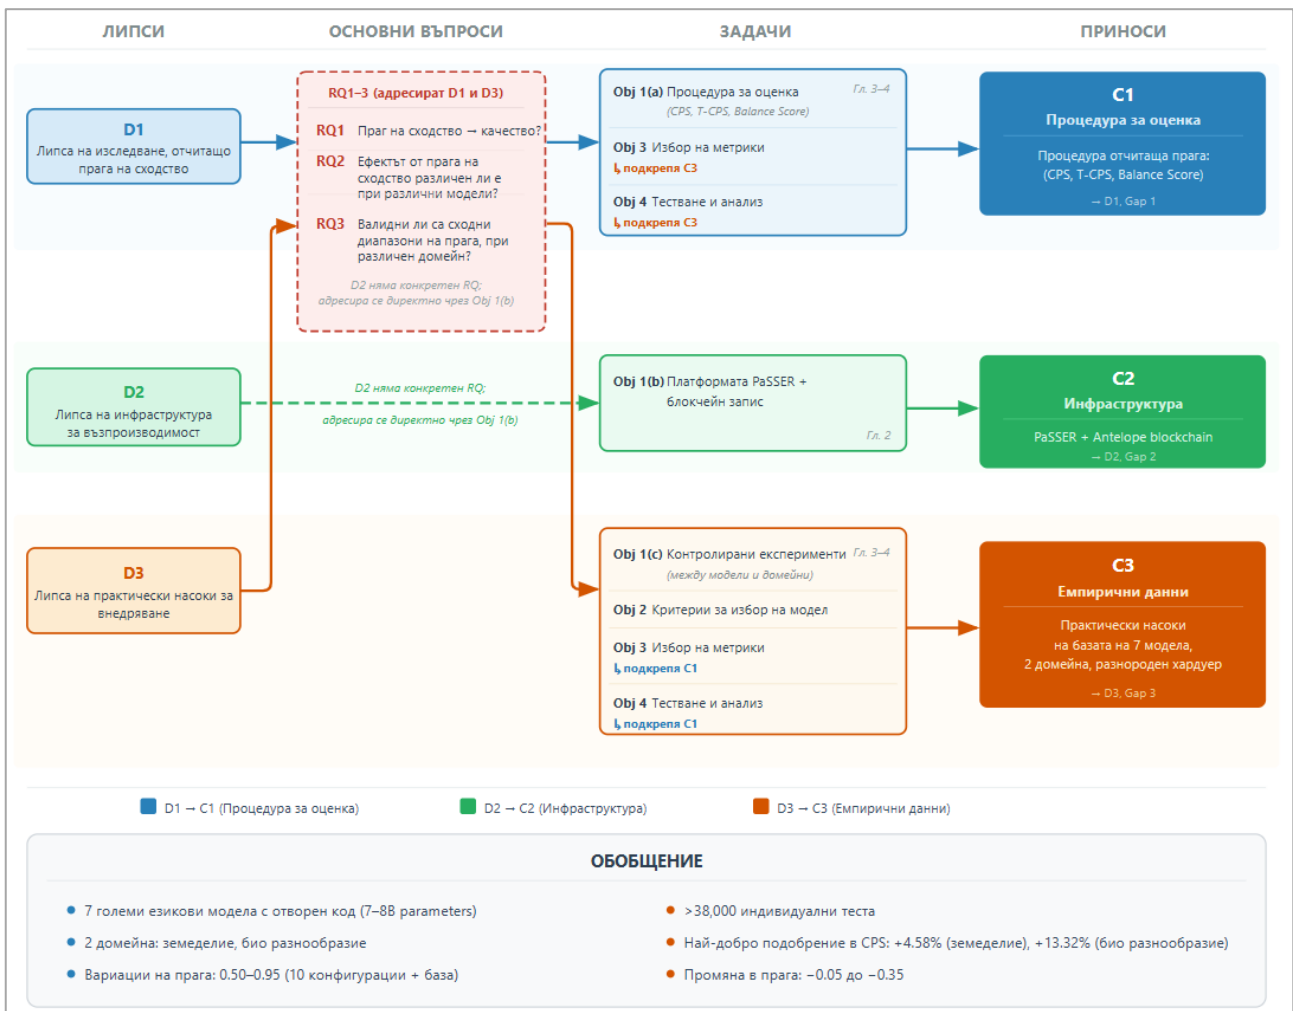 ЛИПСИ
ОСНОВНИ ВЪПРОСИ
ЗАДАЧИ
ПРИНОСИ
D1
Липса на изследване, отчитащо
прага на сходство
RQ1–3 (адресират D1 и D3)
RQ1 Праг на сходство → качество?
RQ2 Ефектът от прага на
сходство различен ли е
при различни модели?
RQ3 Валидни ли са сходни
диапазони на прага, при
различен домейн?
D2 няма конкретен RQ;
адресира се директно чрез Obj 1(b)
Obj 1(a) Процедура за оценка Гл. 3–4
(CPS, T-CPS, Balance Score)
Obj 3 Избор на метрики
↳ подкрепя C3
Obj 4 Тестване и анализ
↳ подкрепя C3
C1
Процедура за оценка
Процедура отчитаща прага:
(CPS, T-CPS, Balance Score)
→ D1, Gap 1
D2
Липса на инфраструктура
за възпроизводимост
D2 няма конкретен RQ;
адресира се директно чрез Obj 1(b)
Obj 1(b) Платформата PaSSER +
блокчейн запис
Гл. 2
C2
Инфраструктура
PaSSER + Antelope blockchain
→ D2, Gap 2
D3
Липса на практически насоки за
внедряване
Obj 1(c) Контролирани експерименти Гл. 3–4
(между модели и домейни)
Obj 2 Критерии за избор на модел
Obj 3 Избор на метрики
↳ подкрепя C1
Obj 4 Тестване и анализ
↳ подкрепя C1
C3
Емпирични данни
Практически насоки
на базата на 7 модела,
2 домейна, разнороден хардуер
→ D3, Gap 3
D1 → C1 (Процедура за оценка)
D2 → C2 (Инфраструктура)
D3 → C3 (Емпирични данни)
ОБОБЩЕНИЕ
• 7 големи езикови модела с отворен код (7–8B parameters)
• 2 домейна: земеделие, био разнообразие
• Вариации на прага: 0.50–0.95 (10 конфигурации + база)
• >38,000 индивидуални теста
• Най-добро подобрение в CPS: +4.58% (земеделие), +13.32% (био разнообразие)
• Промяна в прага: −0.05 до −0.35